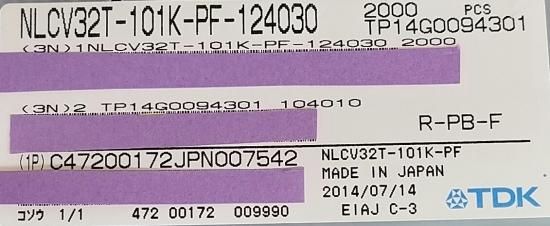 NLCV32T-101K-PF-124030 2000 PCS
TP14G0094301
(3N)1NLCV32T-101K-PF-124030 2000
(3N)2 TP14G0094301 104010
R-PB-F
(1P) C47200172JPN007542
NLCV32T-101K-PF
MADE IN JAPAN
2014/07/14
コソウ 1/1 472 00172 009990
EIAJ C-3
TDK